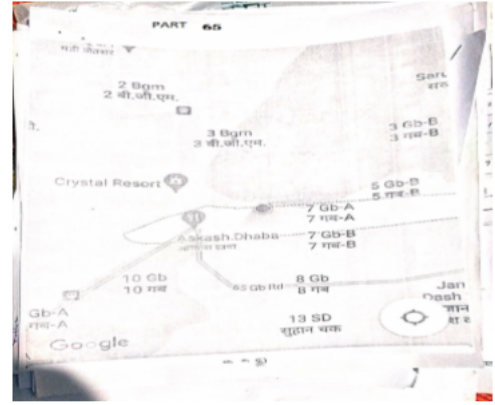 PART 65
2 Bgm
2 बी.जी.एम.
3 Bgm
3 बी.जी.एम.
3 Gb-B
3 गब-B
Crystal Resort
5 Gb-B
5 गब-B
7 Gb-A
7 गब-A
Aakash Dhaba
7 Gb-B
7 गब-B
10 Gb
10 गब
65 Gb Rd
8 Gb
8 गब
Jan
Gb-A
गब-A
13 SD
सुहान चक
Google